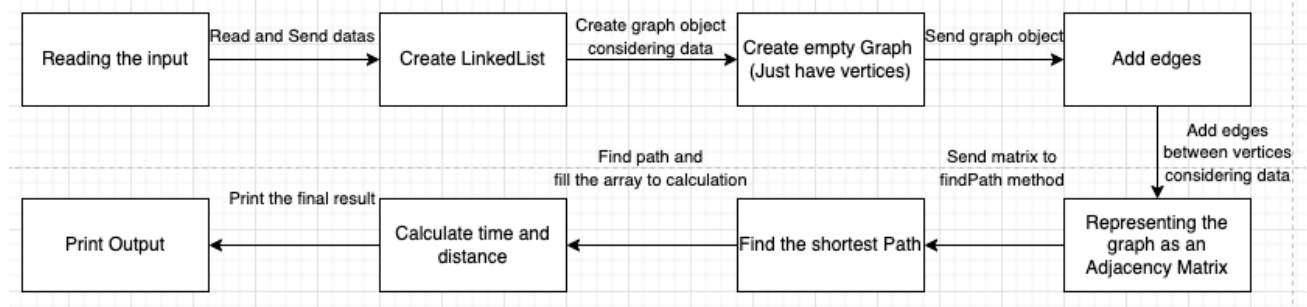 Reading the input
Read and Send datas
Create LinkedList
Create graph object
considering data
Create empty Graph
(Just have vertices)
Send graph object
Add edges
Add edges
between vertices
considering data
Representing the
graph as an
Adjacency Matrix
Send matrix to
findPath method
Find the shortest Path
Find path and
fill the array to calculation
Calculate time and
distance
Print the final result
Print Output